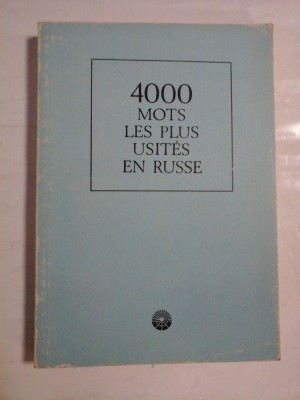 4000
MOTS
LES PLUS
USITÉS
EN RUSSE